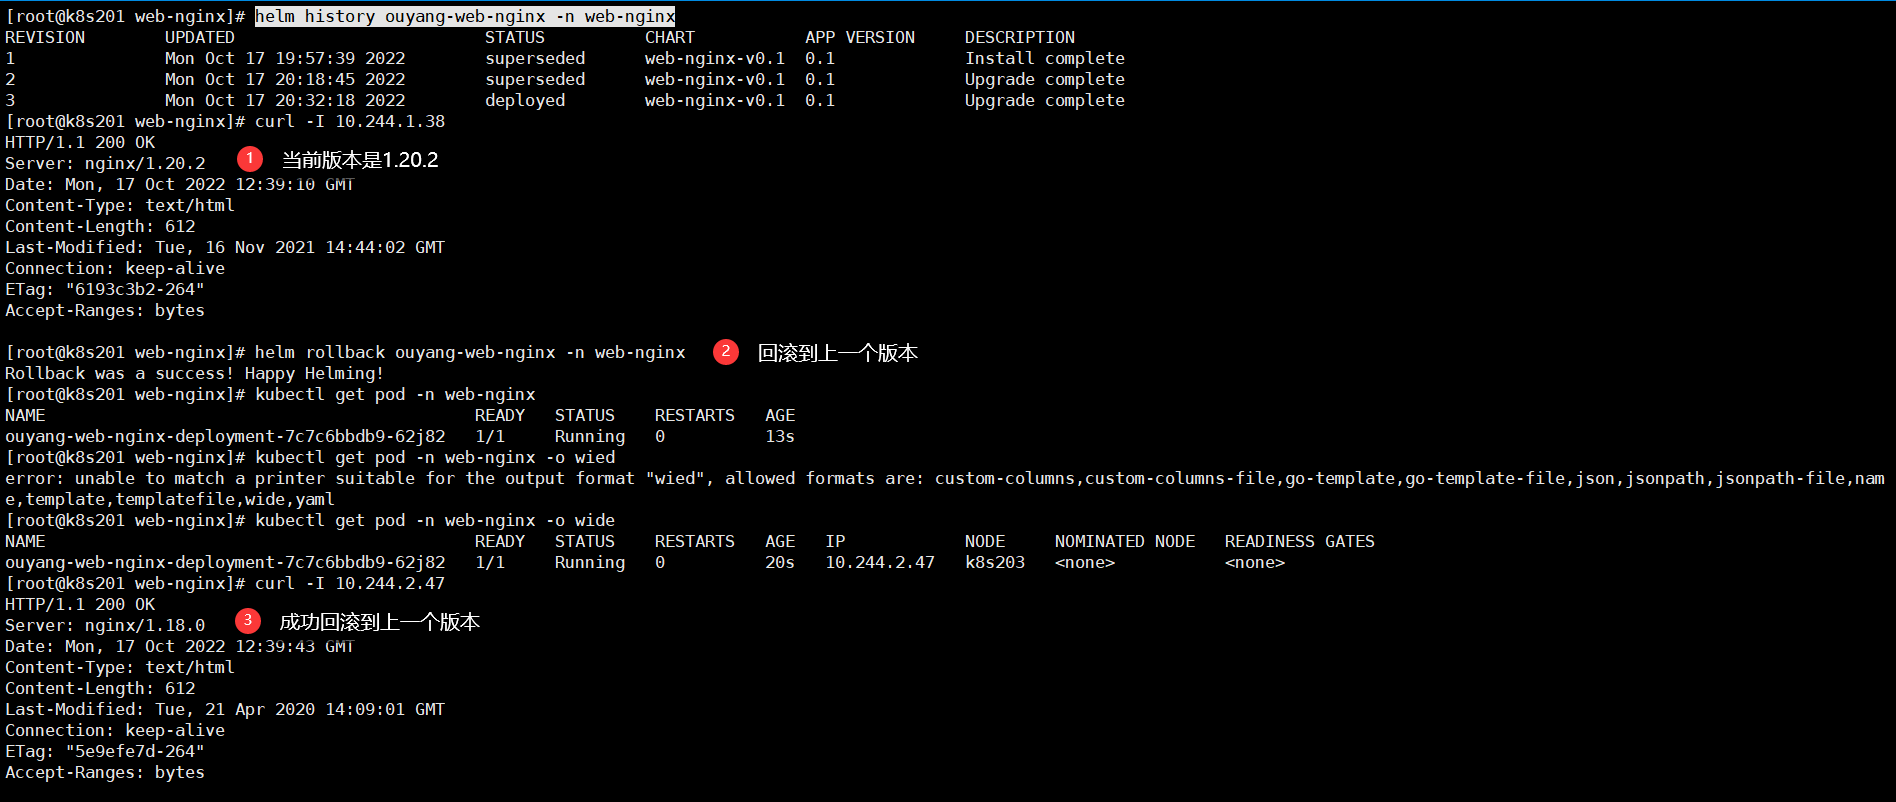 [root@k8s201 web-nginx]# helm history ouyang-web-nginx -n web-nginx
REVISION        UPDATED                         STATUS          CHART           APP VERSION     DESCRIPTION
1               Mon Oct 17 19:57:39 2022        superseded      web-nginx-v0.1  0.1             Install complete
2               Mon Oct 17 20:18:45 2022        superseded      web-nginx-v0.1  0.1             Upgrade complete
3               Mon Oct 17 20:32:18 2022        deployed        web-nginx-v0.1  0.1             Upgrade complete
[root@k8s201 web-nginx]# curl -I 10.244.1.38
HTTP/1.1 200 OK
Server: nginx/1.20.2 1 当前版本是1.20.2
Date: Mon, 17 Oct 2022 12:39:10 GMT
Content-Type: text/html
Content-Length: 612
Last-Modified: Tue, 16 Nov 2021 14:44:02 GMT
Connection: keep-alive
ETag: "6193c3b2-264"
Accept-Ranges: bytes
[root@k8s201 web-nginx]# helm rollback ouyang-web-nginx -n web-nginx 2 回滚到上一个版本
Rollback was a success! Happy Helming!
[root@k8s201 web-nginx]# kubectl get pod -n web-nginx
NAME                                           READY   STATUS    RESTARTS   AGE
ouyang-web-nginx-deployment-7c7c6bbdb9-62j82   1/1     Running   0          13s
[root@k8s201 web-nginx]# kubectl get pod -n web-nginx -o wied
error: unable to match a printer suitable for the output format "wied", allowed formats are: custom-columns,custom-columns-file,go-template,go-template-file,json,jsonpath,jsonpath-file,nam
e,template,templatefile,wide,yaml
[root@k8s201 web-nginx]# kubectl get pod -n web-nginx -o wide
NAME                                           READY   STATUS    RESTARTS   AGE   IP            NODE     NOMINATED NODE   READINESS GATES
ouyang-web-nginx-deployment-7c7c6bbdb9-62j82   1/1     Running   0          20s   10.244.2.47   k8s203   <none>           <none>
[root@k8s201 web-nginx]# curl -I 10.244.2.47
HTTP/1.1 200 OK
Server: nginx/1.18.0 3 成功回滚到上一个版本
Date: Mon, 17 Oct 2022 12:39:43 GMT
Content-Type: text/html
Content-Length: 612
Last-Modified: Tue, 21 Apr 2020 14:09:01 GMT
Connection: keep-alive
ETag: "5e9efe7d-264"
Accept-Ranges: bytes